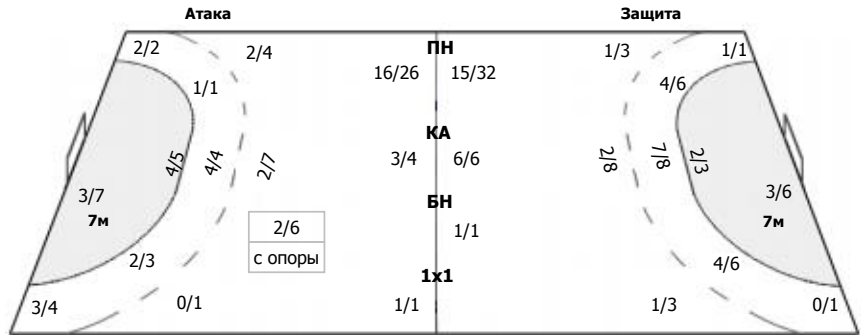 Атака Защита
2/2 2/4 ПН 1/3 1/1
16/26 15/32
1/1 4/6
КА
4/5 4/4 2/7 3/4 6/6 2/8 7/8 2/3
3/7 БН 3/6
7м 7м
2/6 1/1
с опоры
2/3 4/6
1x1
3/4 0/1 1/1 1/3 0/1